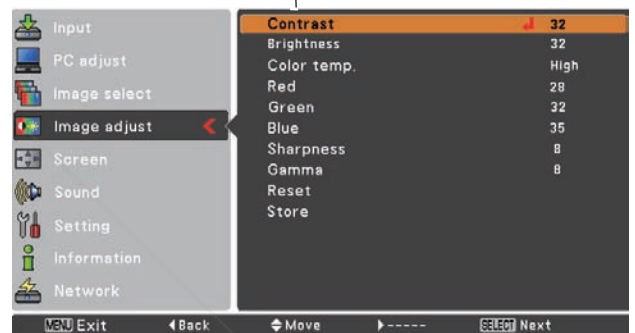 Input
PC adjust
Image select
Image adjust
Screen
Sound
Setting
Information
Network
Contrast 32
Brightness 32
Color temp. High
Red 28
Green 32
Blue 35
Sharpness 8
Gamma 8
Reset
Store
MENU Exit ◀Back Move ▶----- SELECT Next